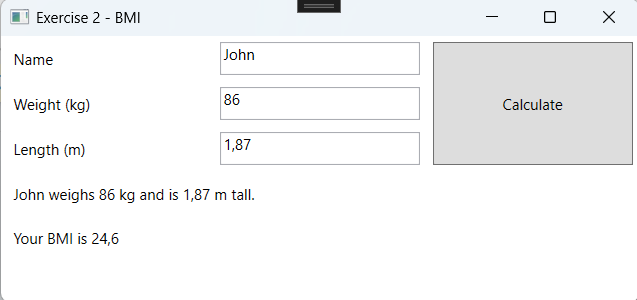 Exercise 2 - BMI
Name John
Weight (kg) 86 Calculate
Length (m) 1,87
John weighs 86 kg and is 1,87 m tall.
Your BMI is 24,6